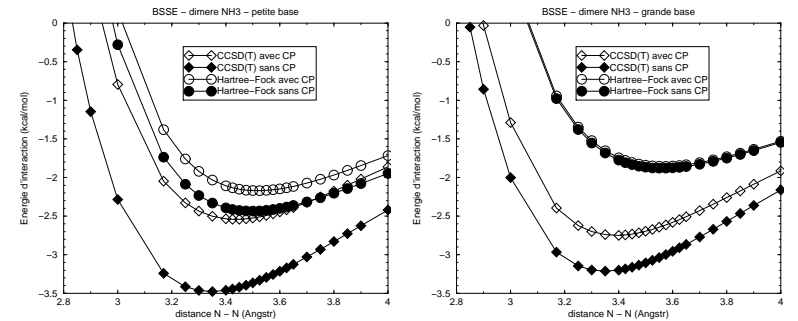 BSSE − dimere NH3 − petite base
CCSD(T) avec CP
CCSD(T) sans CP
Hartree−Fock avec CP
Hartree−Fock sans CP
Energie d'interaction (kcal/mol)
0
−0.5
−1
−1.5
−2
−2.5
−3
−3.5
2.8 3 3.2 3.4 3.6 3.8 4
distance N − N (Angstr)
BSSE − dimere NH3 − grande base
CCSD(T) avec CP
CCSD(T) sans CP
Hartree−Fock avec CP
Hartree−Fock sans CP
Energie d'interaction (kcal/mol)
0
−0.5
−1
−1.5
−2
−2.5
−3
−3.5
2.8 3 3.2 3.4 3.6 3.8 4
distance N − N (Angstr)